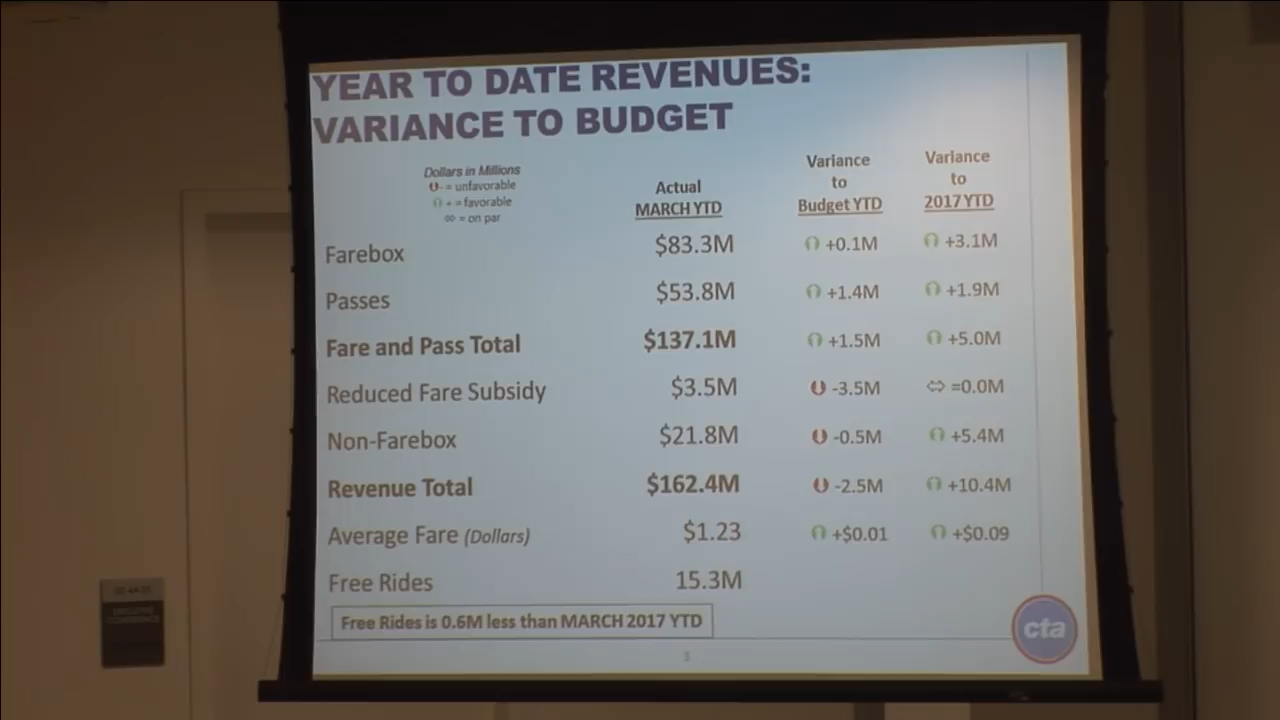 YEAR TO DATE REVENUES:
VARIANCE TO BUDGET
Dollars in Millions
- = unfavorable
+ = favorable
⇔ = on par
Actual
MARCH YTD
Variance
to
Budget YTD
Variance
to
2017 YTD
Farebox $83.3M +0.1M +3.1M
Passes $53.8M +1.4M +1.9M
Fare and Pass Total $137.1M +1.5M +5.0M
Reduced Fare Subsidy $3.5M -3.5M ⇔ =0.0M
Non-Farebox $21.8M -0.5M +5.4M
Revenue Total $162.4M -2.5M +10.4M
Average Fare (Dollars) $1.23 +$0.01 +$0.09
Free Rides 15.3M
Free Rides is 0.6M less than MARCH 2017 YTD
cta